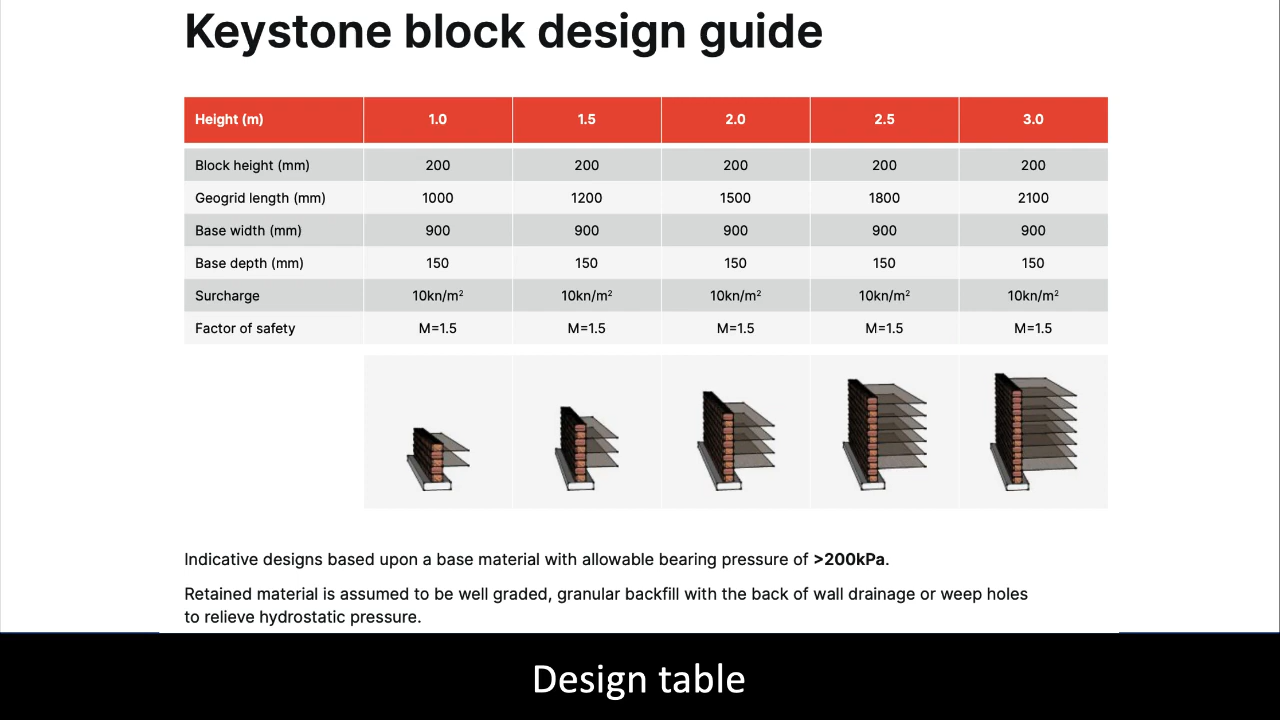 Keystone block design guide
Height (m) 1.0 1.5 2.0 2.5 3.0
Block height (mm) 200 200 200 200 200
Geogrid length (mm) 1000 1200 1500 1800 2100
Base width (mm) 900 900 900 900 900
Base depth (mm) 150 150 150 150 150
Surcharge 10kn/m² 10kn/m² 10kn/m² 10kn/m² 10kn/m²
Factor of safety M=1.5 M=1.5 M=1.5 M=1.5 M=1.5
Indicative designs based upon a base material with allowable bearing pressure of >200kPa.
Retained material is assumed to be well graded, granular backfill with the back of wall drainage or weep holes
to relieve hydrostatic pressure.
Design table